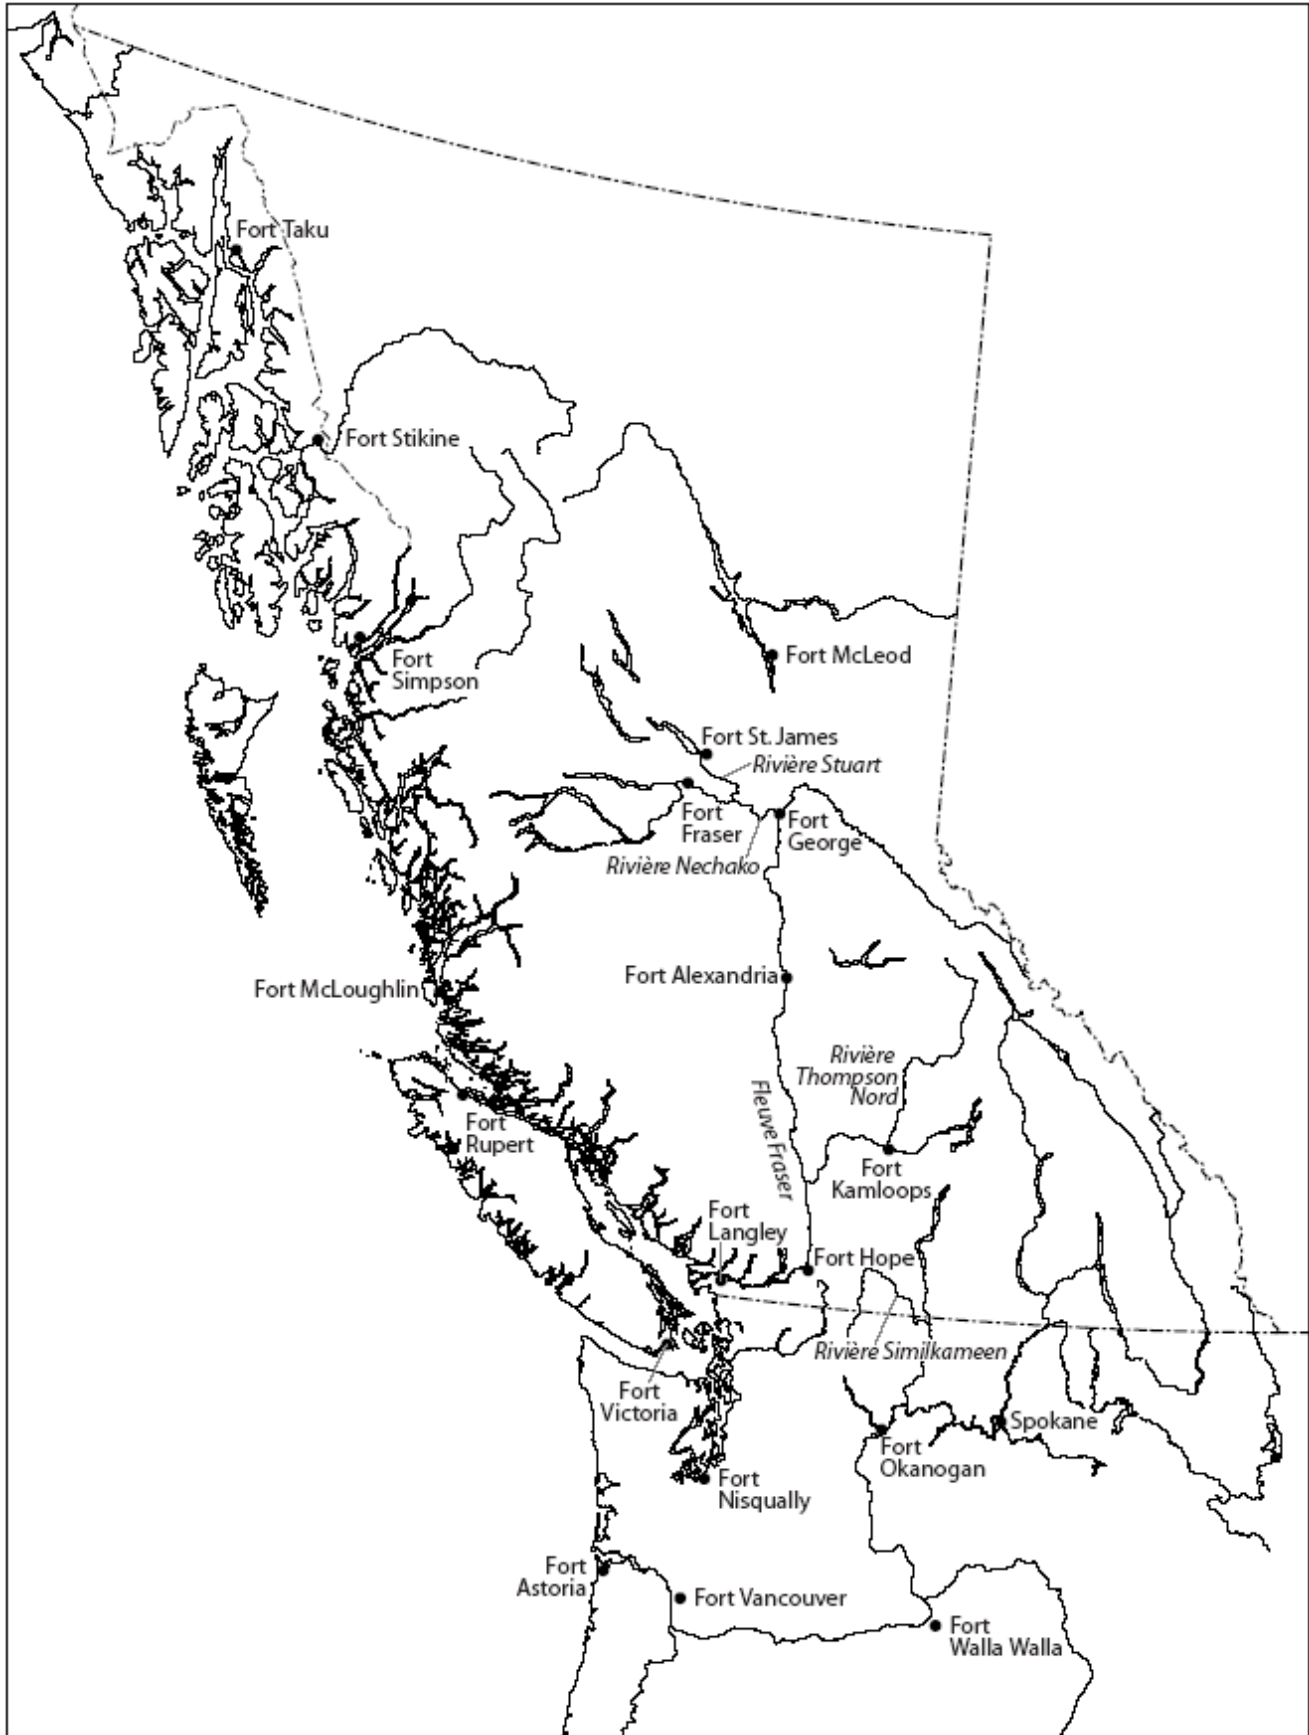 Fort Taku
Fort Stikine
Fort
Simpson
Fort McLeod
Fort St. James
Rivière Stuart
Fort
Fraser
Fort
George
Rivière Nechako
Fort Alexandria
Fort McLoughlin
Rivière
Thompson
Nord
Fleuve Fraser
Fort
Rupert
Fort
Kamloops
Fort
Langley
Fort Hope
Rivière Similkameen
Fort
Victoria
Spokane
Fort
Okanogan
Fort
Nisqually
Fort
Astoria
Fort Vancouver
Fort
Walla Walla